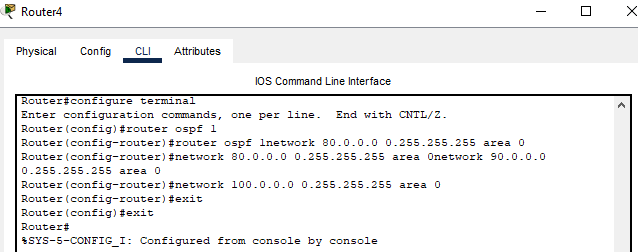 Router4
Physical Config CLI Attributes
IOS Command Line Interface
Router#configure terminal
Enter configuration commands, one per line. End with CNTL/Z.
Router(config)#router ospf 1
Router(config-router)#router ospf 1network 80.0.0.0 0.255.255.255 area 0
Router(config-router)#network 80.0.0.0 0.255.255.255 area 0network 90.0.0.0
0.255.255.255 area 0
Router(config-router)#network 100.0.0.0 0.255.255.255 area 0
Router(config-router)#exit
Router(config)#exit
Router#
%SYS-5-CONFIG_I: Configured from console by console